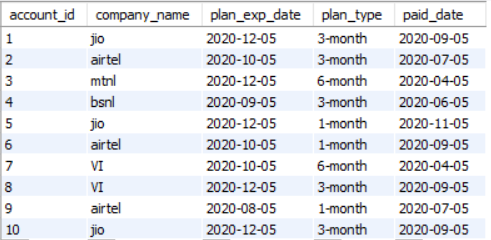 account_id company_name plan_exp_date plan_type paid_date
1 jio 2020-12-05 3-month 2020-09-05
2 airtel 2020-10-05 3-month 2020-07-05
3 mtnl 2020-12-05 6-month 2020-04-05
4 bsnl 2020-09-05 3-month 2020-06-05
5 jio 2020-12-05 1-month 2020-11-05
6 airtel 2020-10-05 1-month 2020-09-05
7 VI 2020-10-05 6-month 2020-04-05
8 VI 2020-12-05 3-month 2020-09-05
9 airtel 2020-08-05 1-month 2020-07-05
10 jio 2020-12-05 3-month 2020-09-05